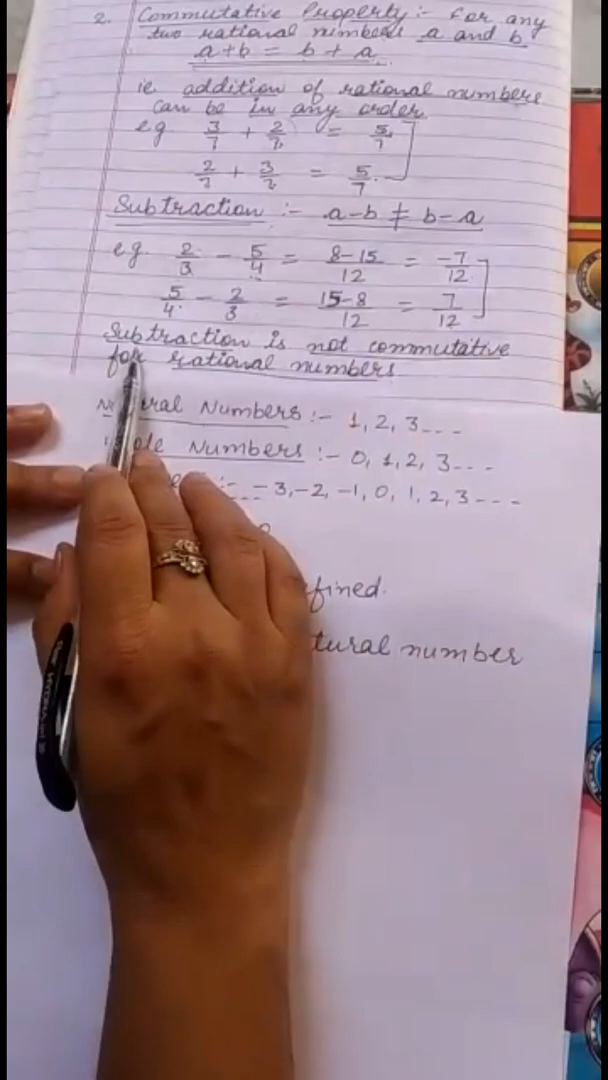 2. Commutative Property :- For any
two rational numbers a and b
a+b = b+a
ie addition of rational numbers
can be in any order
eg 3/7 + 2/7 = 5/7
2/7 + 3/7 = 5/7
Subtraction :- a-b ≠ b-a
eg. 2/3 - 5/4 = 8-15/12 = -7/12
5/4 - 2/3 = 15-8/12 = 7/12
Subtraction is not commutative
for rational numbers
Numbers :- 1, 2, 3 - - -
Numbers :- 0, 1, 2, 3 - - -
:- - - -3, -2, -1, 0, 1, 2, 3 - - -
fined.
tural number